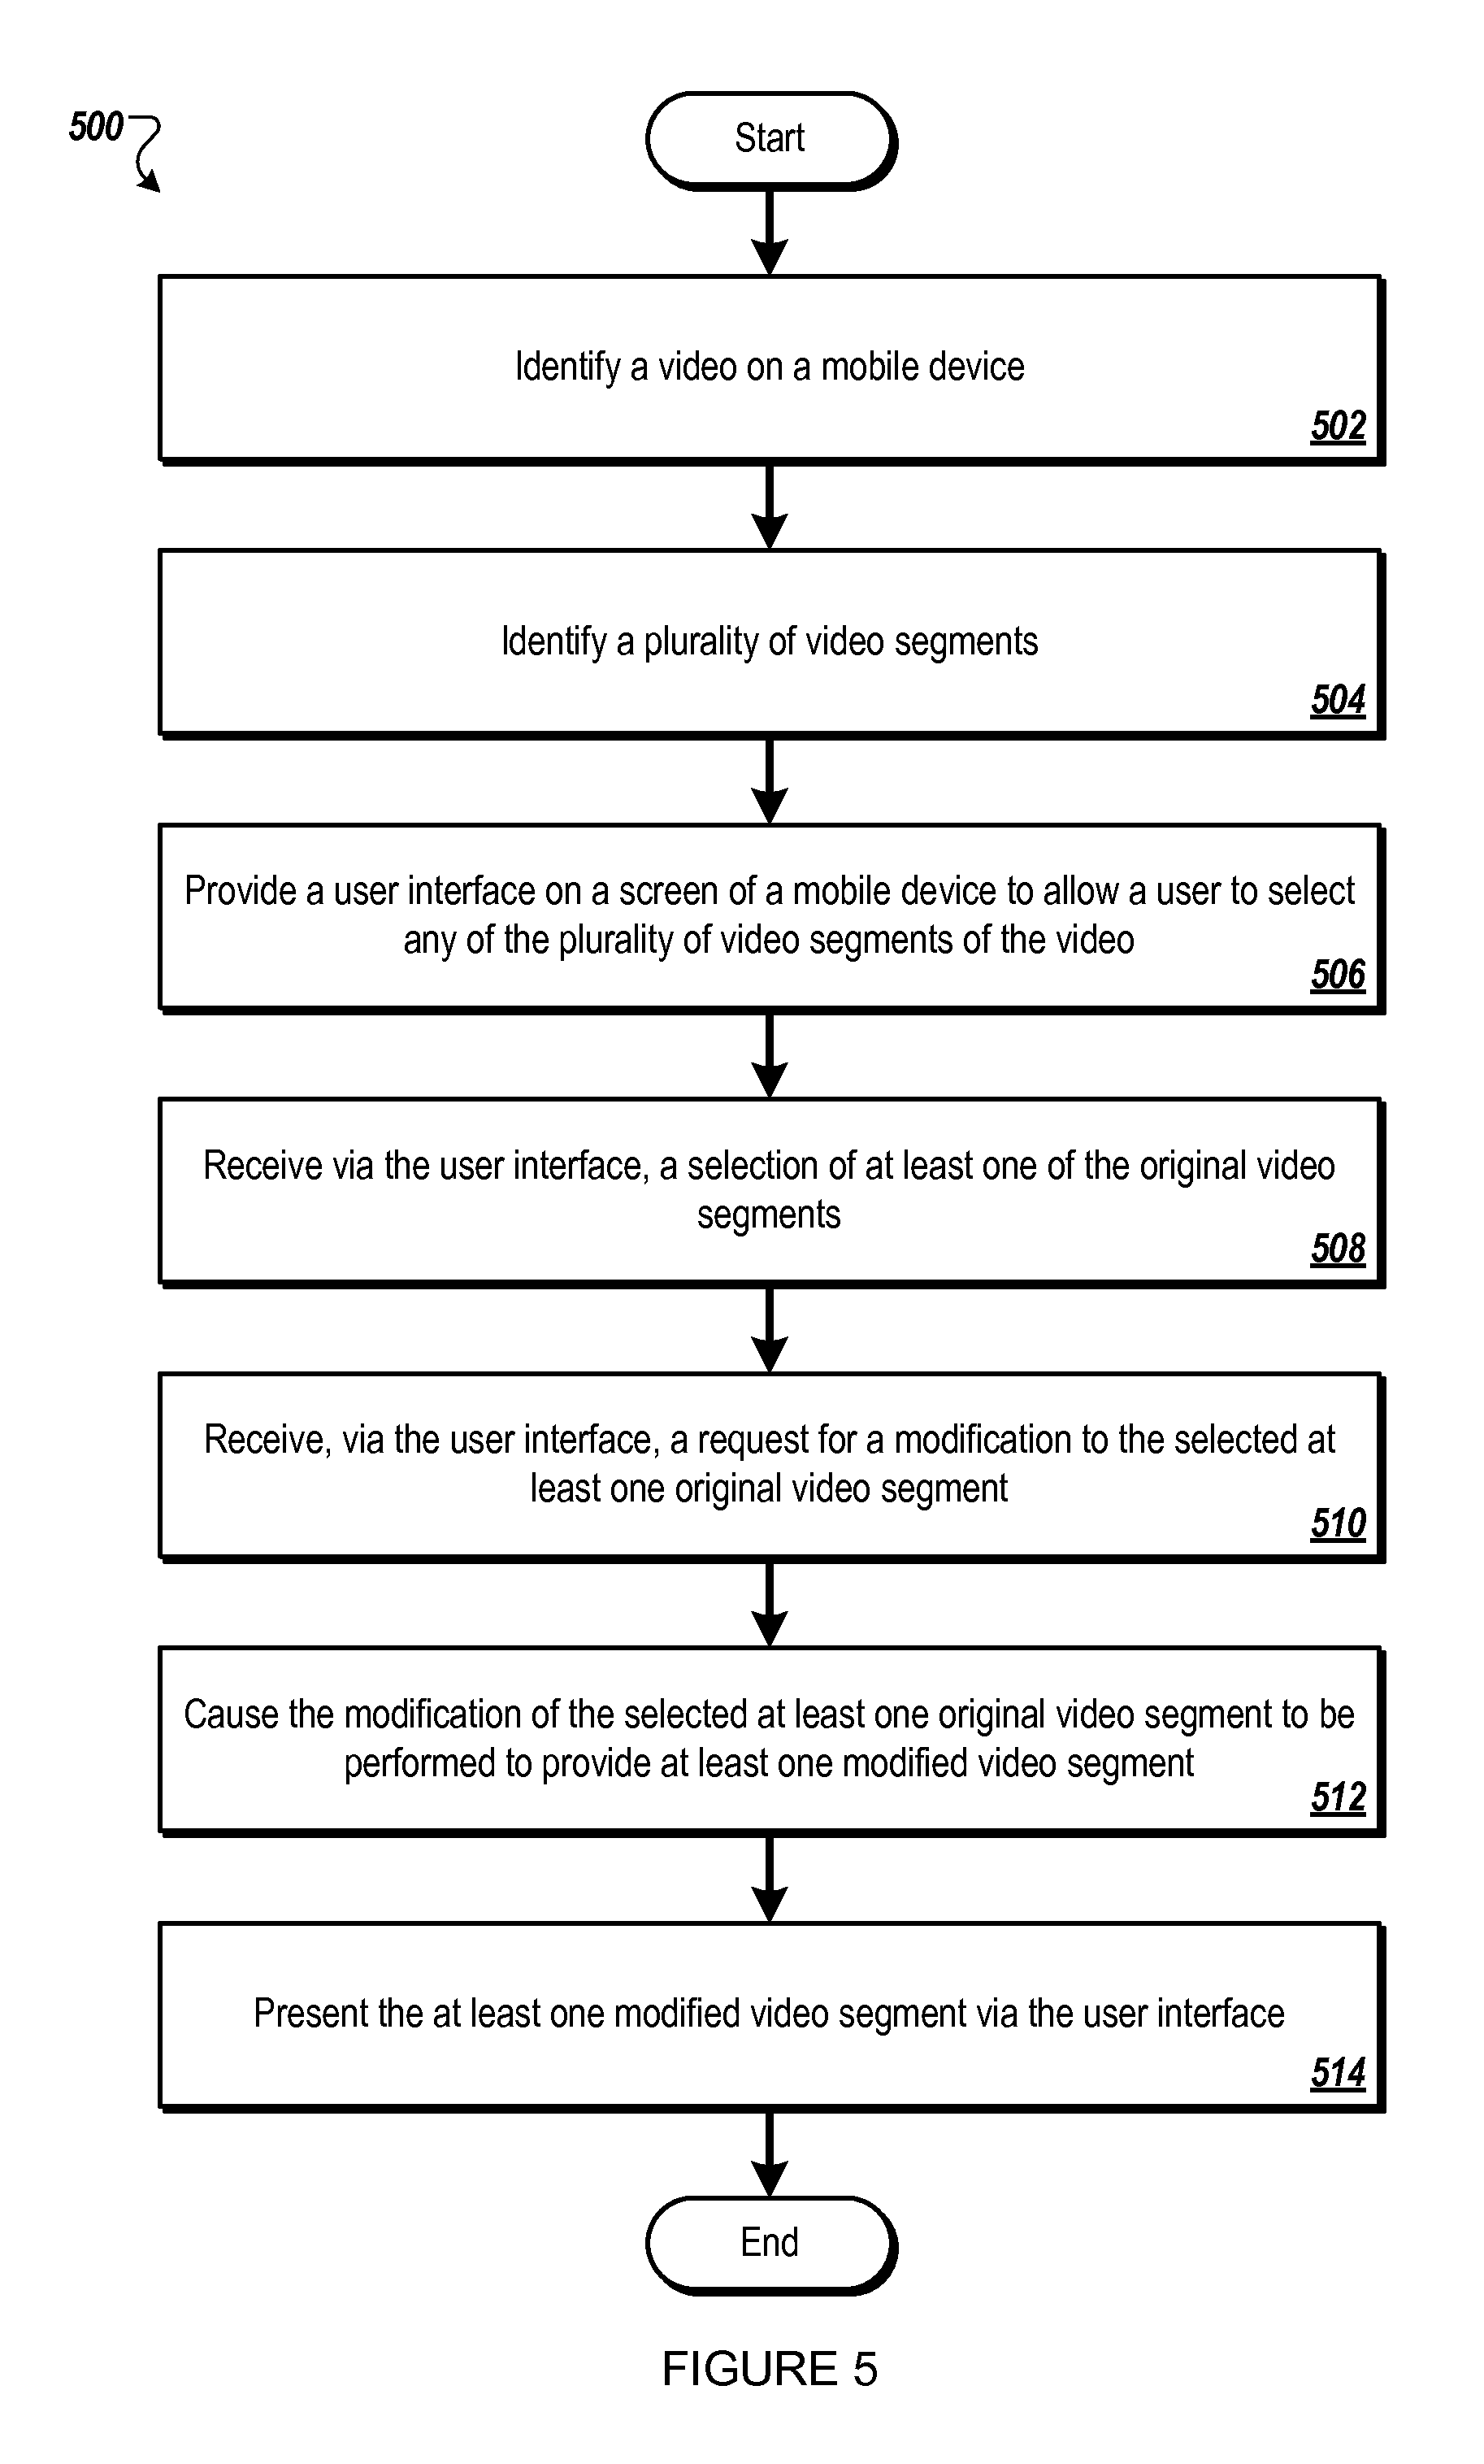 500
Start
Identify a video on a mobile device
502
Identify a plurality of video segments
504
Provide a user interface on a screen of a mobile device to allow a user to select
any of the plurality of video segments of the video
506
Receive via the user interface, a selection of at least one of the original video
segments
508
Receive, via the user interface, a request for a modification to the selected at
least one original video segment
510
Cause the modification of the selected at least one original video segment to be
performed to provide at least one modified video segment
512
Present the at least one modified video segment via the user interface
514
End
FIGURE 5